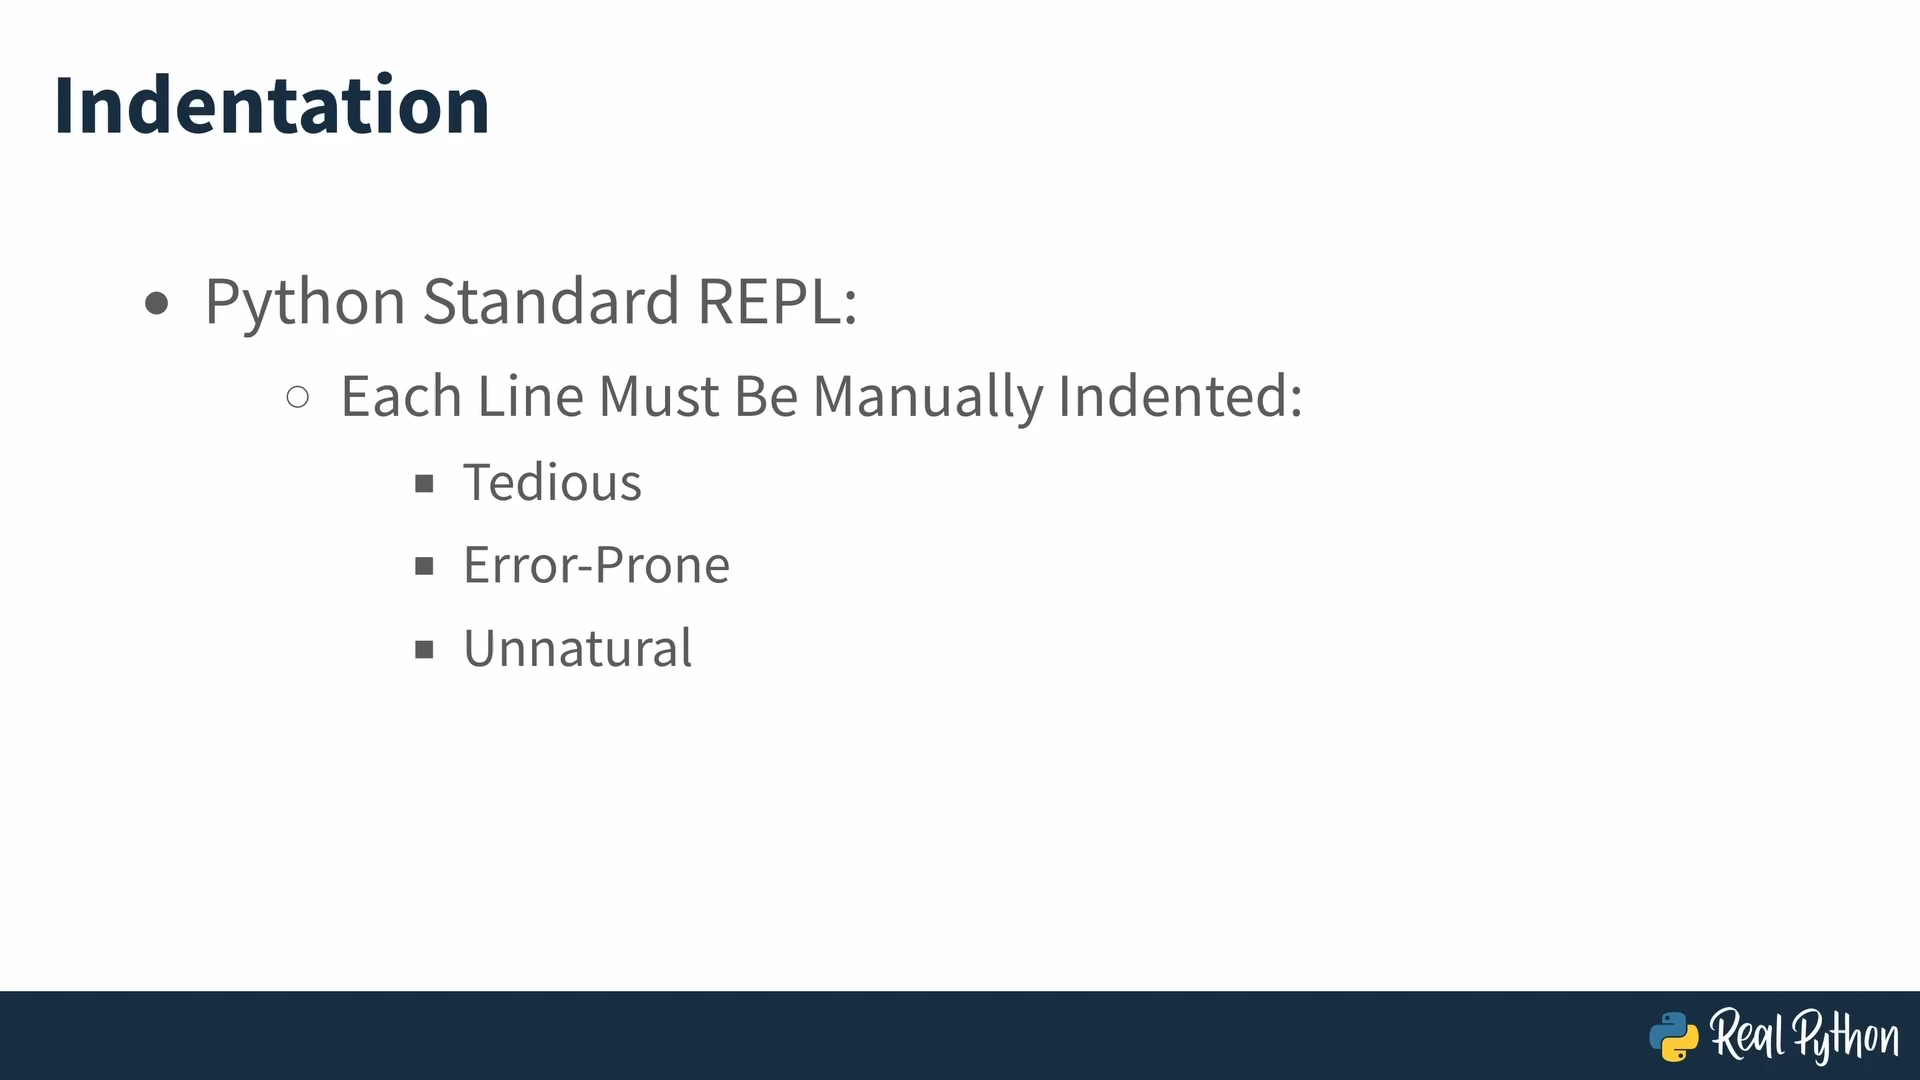 Indentation
Python Standard REPL:
Each Line Must Be Manually Indented:
Tedious
Error-Prone
Unnatural
Real Python